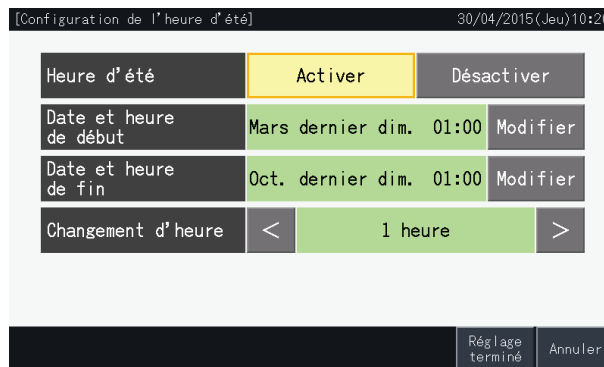 [Configuration de l'heure d'été] 30/04/2015(Jeu)10:20
Heure d'été Activer Désactiver
Date et heure
de début
Mars dernier dim. 01:00 Modifier
Date et heure
de fin
Oct. dernier dim. 01:00 Modifier
Changement d'heure < 1 heure >
Réglage
terminé
Annuler